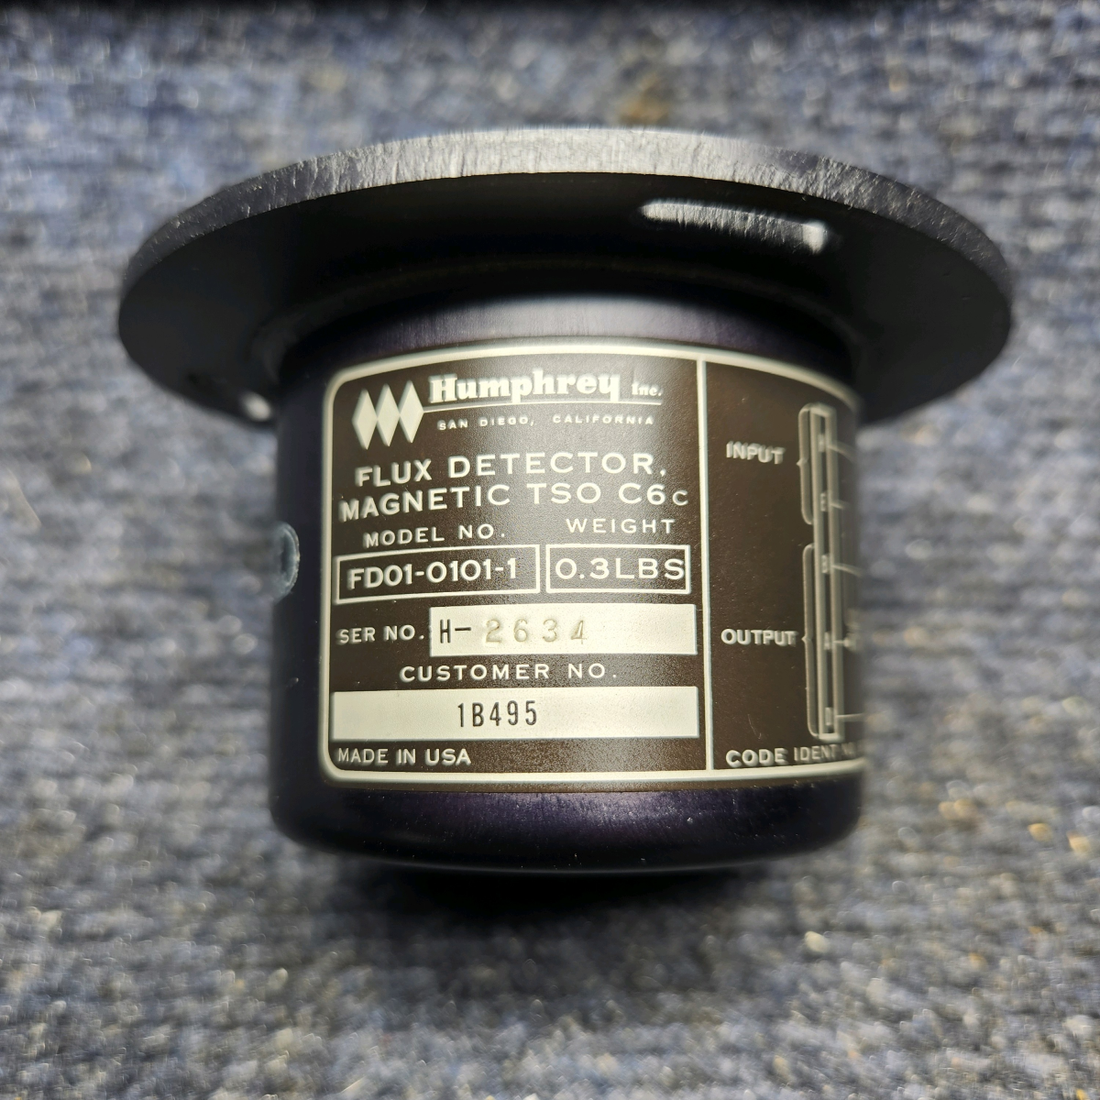 Humphrey Inc.
SAN DIEGO, CALIFORNIA
FLUX DETECTOR,
MAGNETIC TSO C6c
MODEL NO. WEIGHT
FD01-0101-1 0.3LBS
SER NO. H- 2634
CUSTOMER NO.
1B495
MADE IN USA
INPUT
E
B
OUTPUT
A
D
CODE IDENT